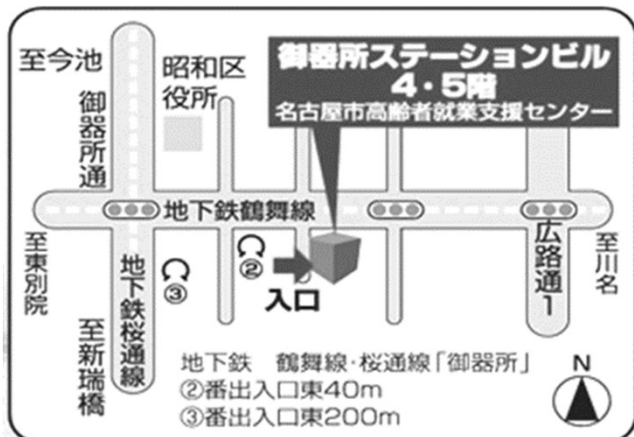 至今池
御器所通
昭和区
役所
御器所ステーションビル
4・5階
名古屋市高齢者就業支援センター
地下鉄鶴舞線
至東別院
地下鉄桜通線
至新瑞橋
③
②
入口
広路通1
至川名
地下鉄 鶴舞線・桜通線「御器所」
②番出入口東40m
③番出入口東200m
N